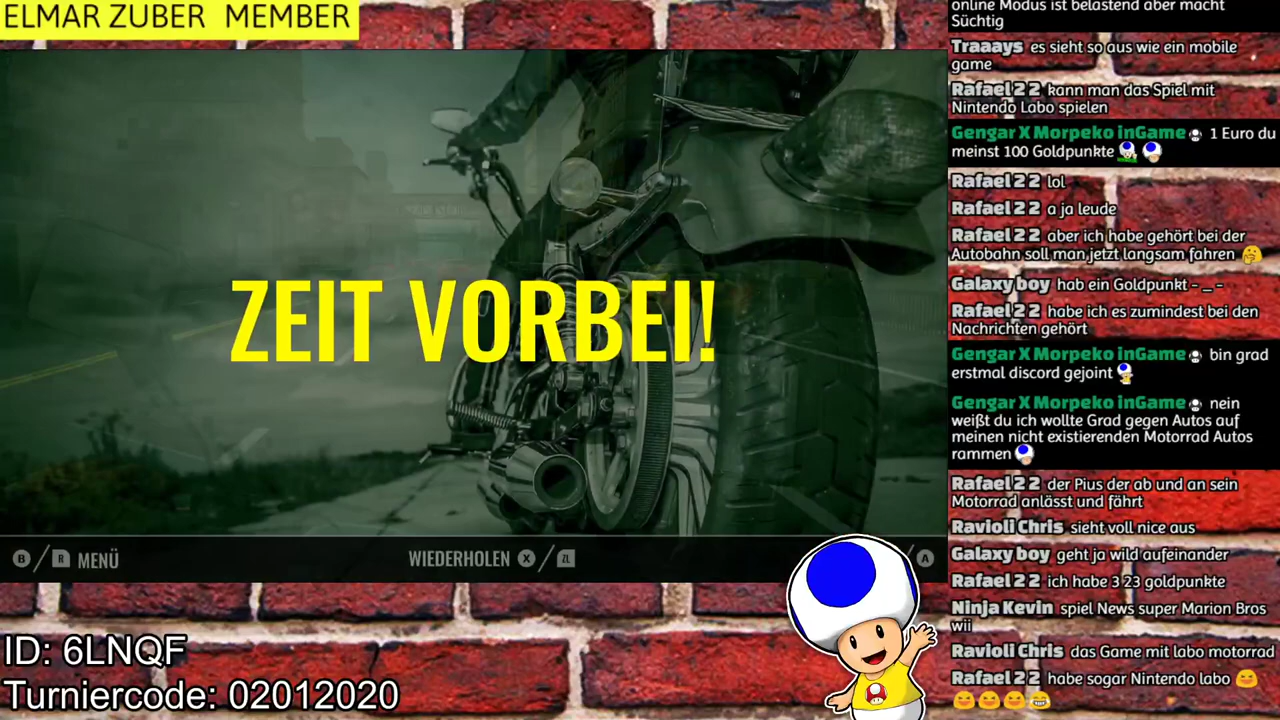 ELMAR ZUBER MEMBER
ZEIT VORBEI!
B / R MENÜ
WIEDERHOLEN X / ZL
/ A
ID: 6LNQF
Turniercode: 02012020
online Modus ist belastend aber macht
Süchtig
Traaays es sieht so aus wie ein mobile
game
Rafael 2 2 kann man das Spiel mit
Nintendo Labo spielen
Gengar X Morpeko inGame 1 Euro du
meinst 100 Goldpunkte
Rafael 2 2 lol
Rafael 2 2 a ja leude
Rafael 2 2 aber ich habe gehört bei der
Autobahn soll man jetzt langsam fahren
Galaxy boy hab ein Goldpunkt - _ -
Rafael 2 2 habe ich es zumindest bei den
Nachrichten gehört
Gengar X Morpeko inGame bin grad
erstmal discord gejoint
Gengar X Morpeko inGame nein
weißt du ich wollte Grad gegen Autos auf
meinen nicht existierenden Motorrad Autos
rammen
Rafael 2 2 der Pius der ab und an sein
Motorrad anlässt und fährt
Ravioli Chris sieht voll nice aus
Galaxy boy geht ja wild aufeinander
Rafael 2 2 ich habe 3 23 goldpunkte
Ninja Kevin spiel News super Marion Bros
wii
Ravioli Chris das Game mit labo motorrad
Rafael 2 2 habe sogar Nintendo labo